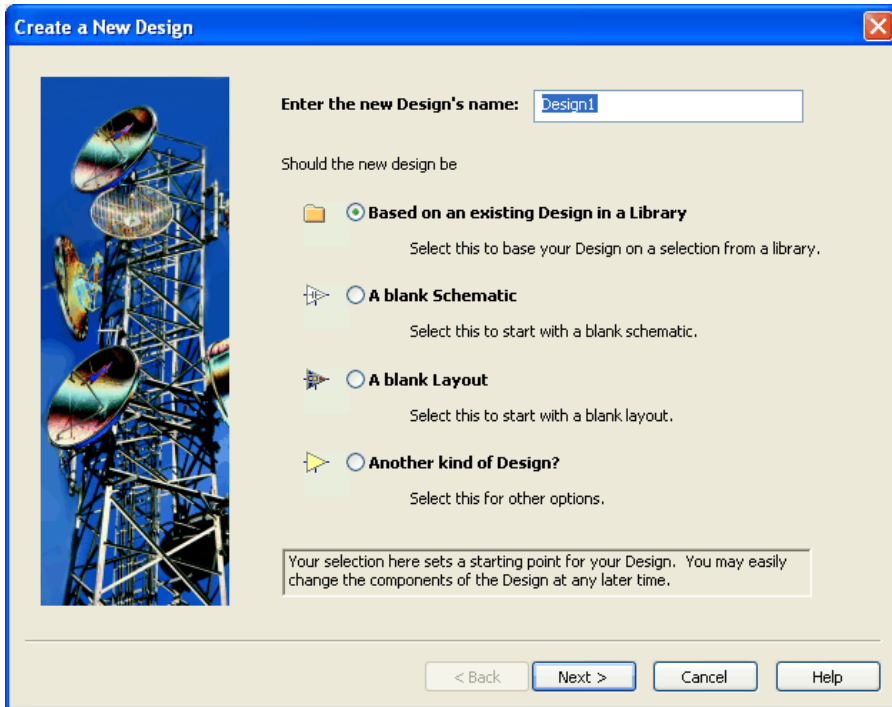 Create a New Design
Enter the new Design's name: Design1
Should the new design be
Based on an existing Design in a Library
Select this to base your Design on a selection from a library.
A blank Schematic
Select this to start with a blank schematic.
A blank Layout
Select this to start with a blank layout.
Another kind of Design?
Select this for other options.
Your selection here sets a starting point for your Design. You may easily
change the components of the Design at any later time.
< Back Next > Cancel Help